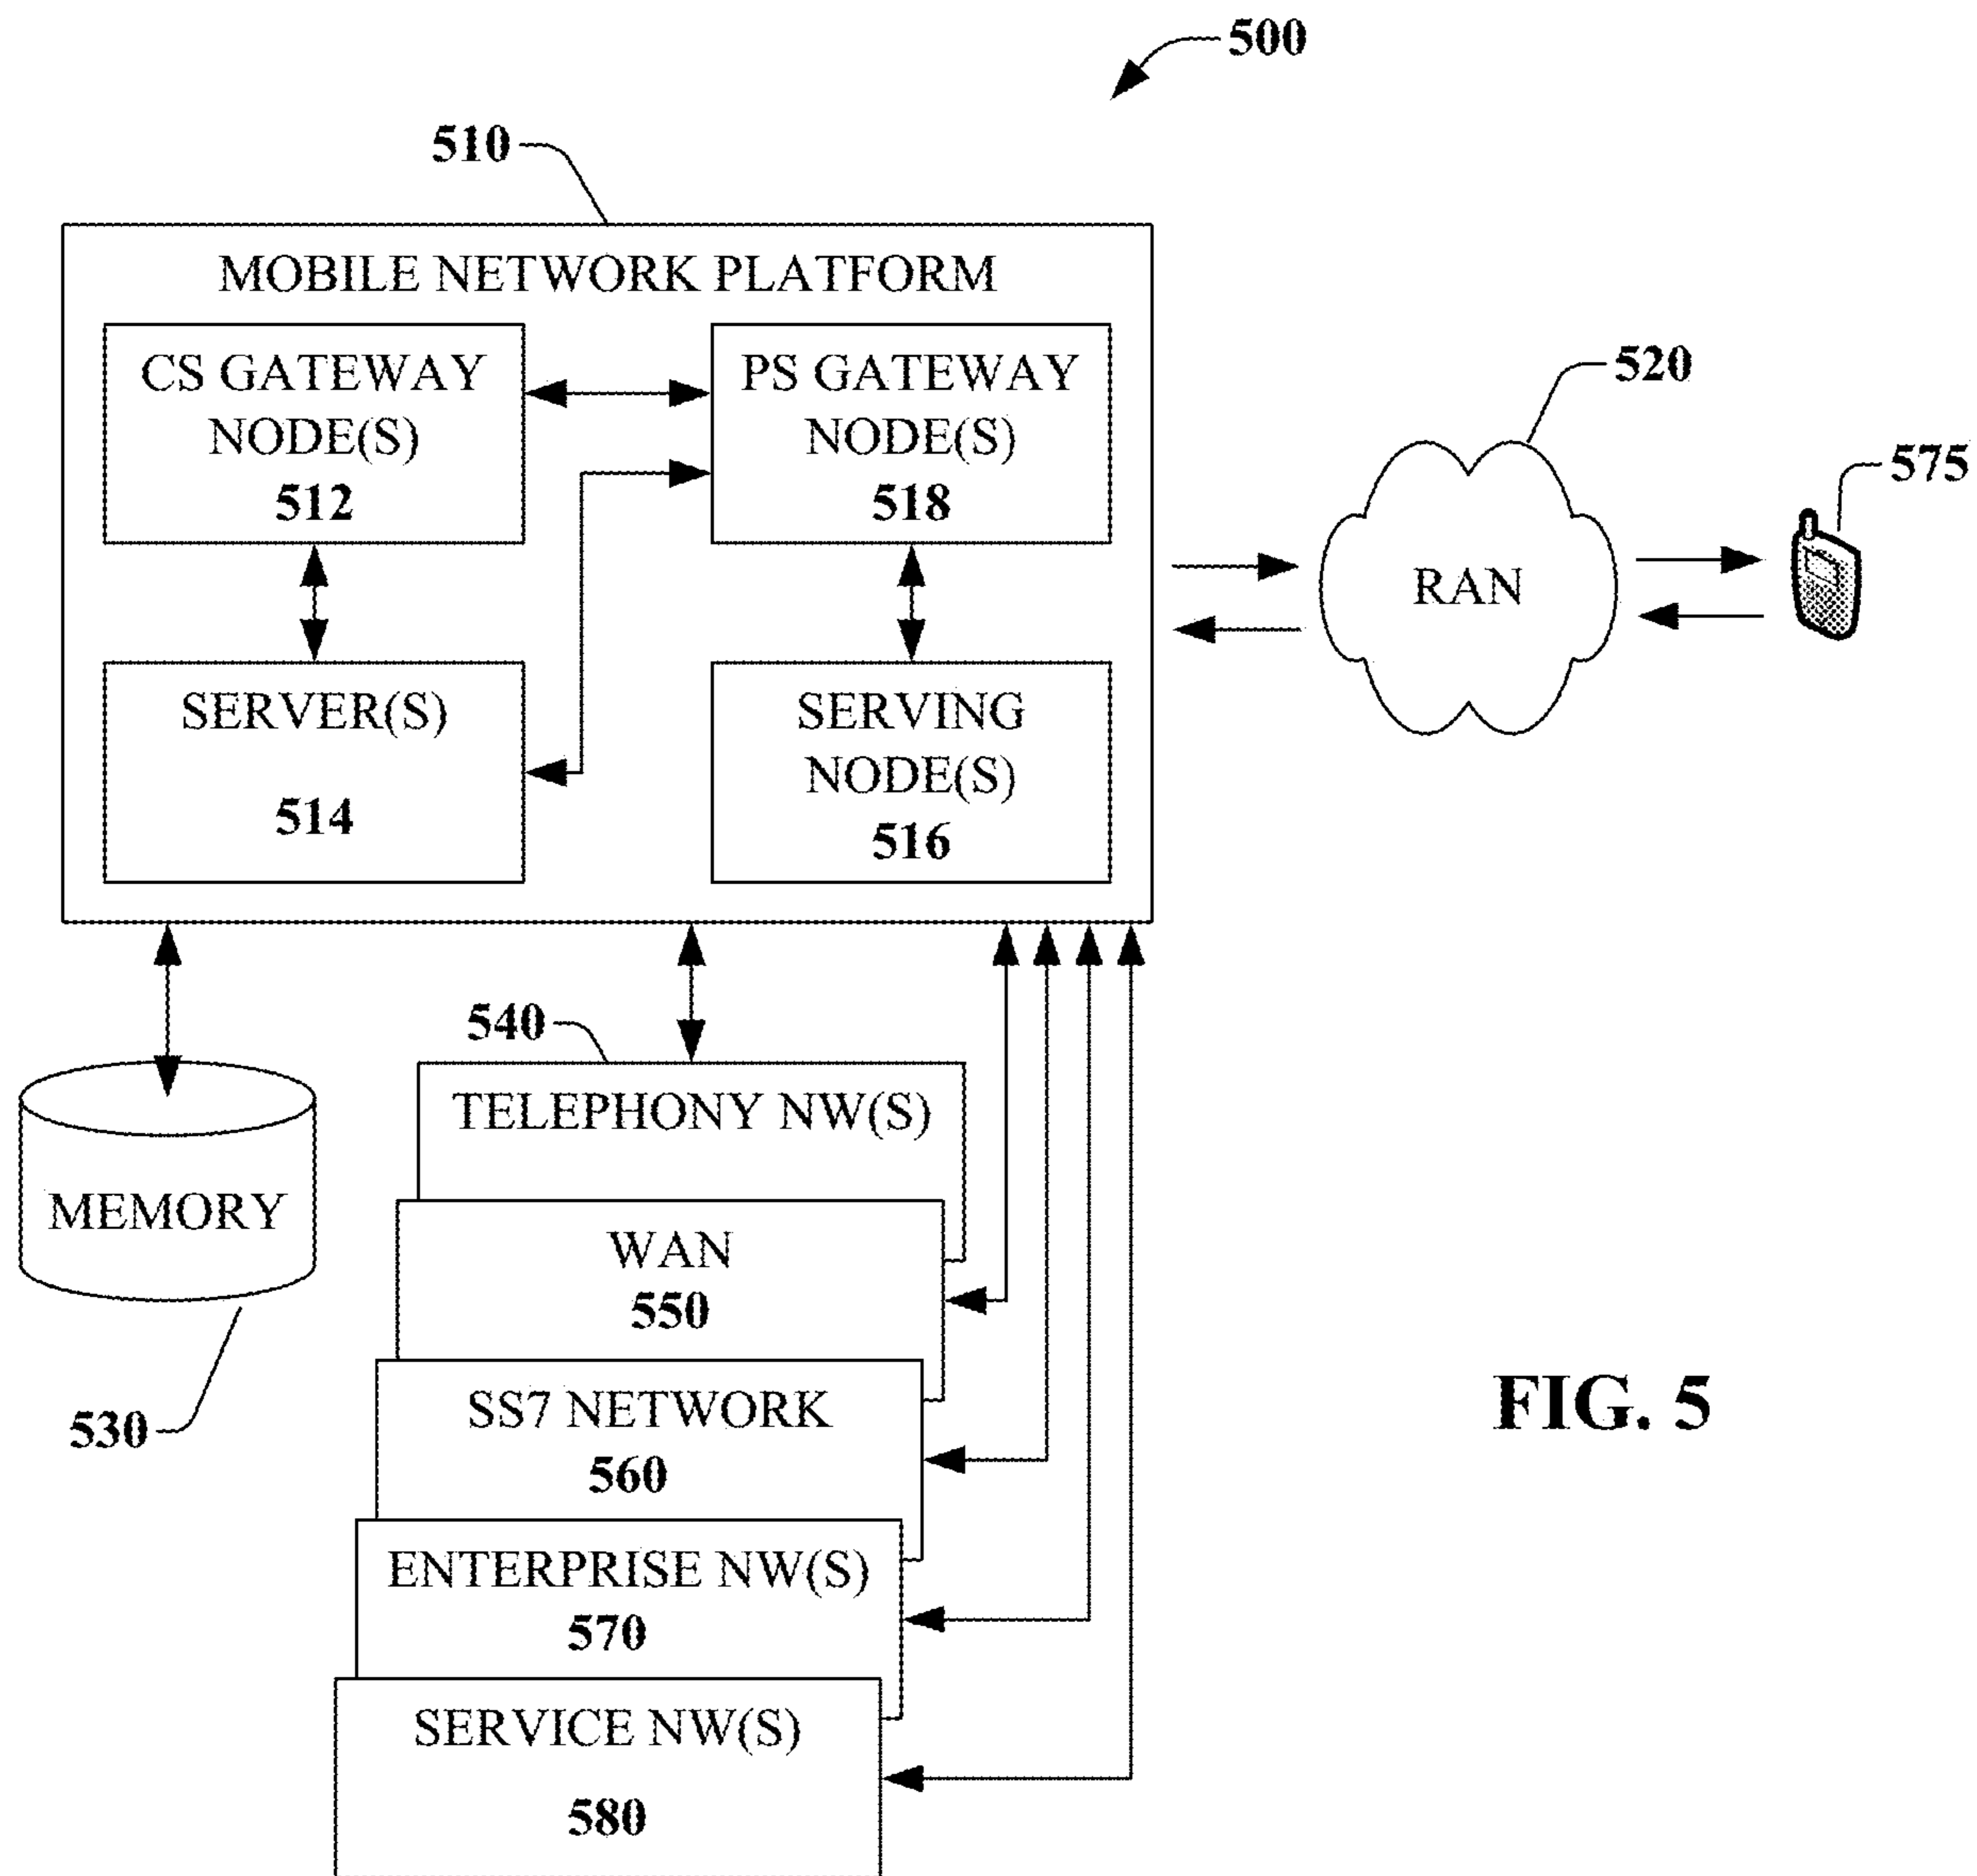 500
510
MOBILE NETWORK PLATFORM
CS GATEWAY
NODE(S)
512
PS GATEWAY
NODE(S)
518
SERVER(S)
514
SERVING
NODE(S)
516
520
RAN
575
540
TELEPHONY NW(S)
MEMORY
530
WAN
550
SS7 NETWORK
560
ENTERPRISE NW(S)
570
SERVICE NW(S)
580
FIG. 5